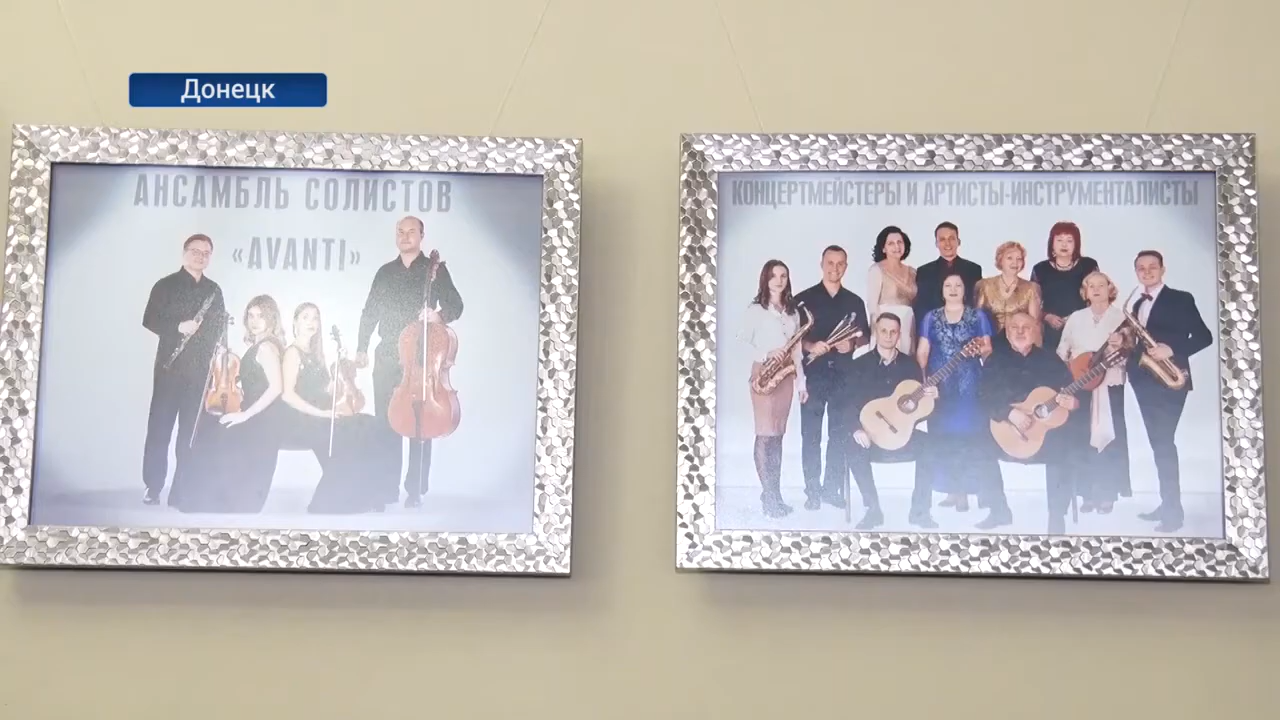 Донецк
АНСАМБЛЬ СОЛИСТОВ
«AVANTI»
КОНЦЕРТМЕЙСТЕРЫ И АРТИСТЫ-ИНСТРУМЕНТАЛИСТЫ